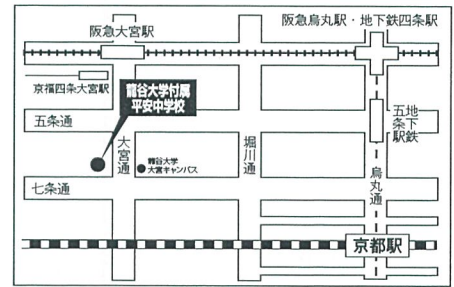 阪急大宮駅
阪急烏丸駅・地下鉄四条駅
京福四条大宮駅
龍谷大学付属
平安中学校
五条通
地下鉄
五条駅
大宮通
龍谷大学
大宮キャンパス
堀川通
烏丸通
七条通
京都駅